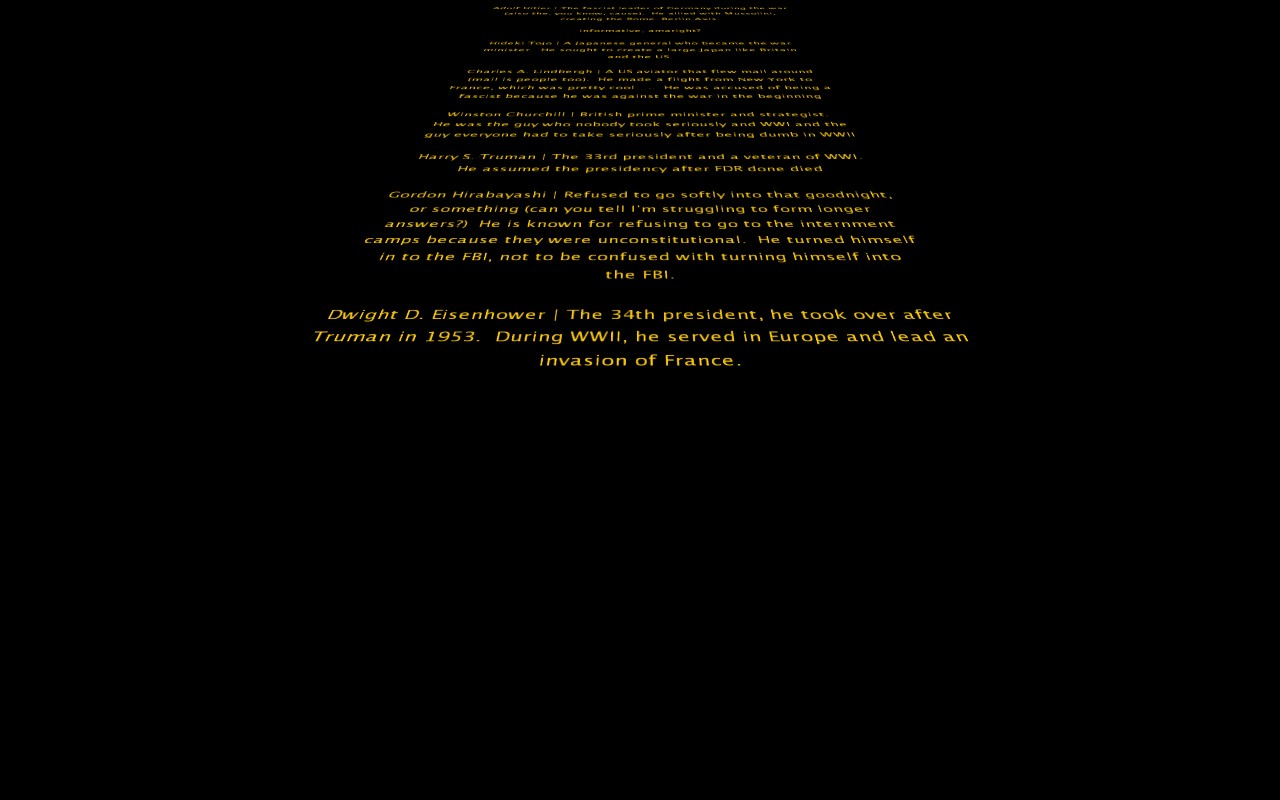 Adolf Hitler | The fascist leader of Germany during the war
(also the, you know, cause).  He allied with Mussolini,
creating the Rome- Berlin Axis.
informative, amaright?
Hideki Tojo | A Japanese general who became the war
minister.  He sought to create a large Japan like Britain
and the US.
Charles A. Lindbergh | A US aviator that flew mail around
(mail is people too).  He made a flight from New York to
France, which was pretty cool . . .  He was accused of being a
fascist because he was against the war in the beginning
Winston Churchill | British prime minister and strategist.
He was the guy who nobody took seriously and WWI and the
guy everyone had to take seriously after being dumb in WWII
Harry S. Truman | The 33rd president and a veteran of WWI.
He assumed the presidency after FDR done died
Gordon Hirabayashi | Refused to go softly into that goodnight,
or something (can you tell I'm struggling to form longer
answers?)  He is known for refusing to go to the internment
camps because they were unconstitutional.  He turned himself
in to the FBI, not to be confused with turning himself into
the FBI.
Dwight D. Eisenhower | The 34th president, he took over after
Truman in 1953.  During WWII, he served in Europe and lead an
invasion of France.